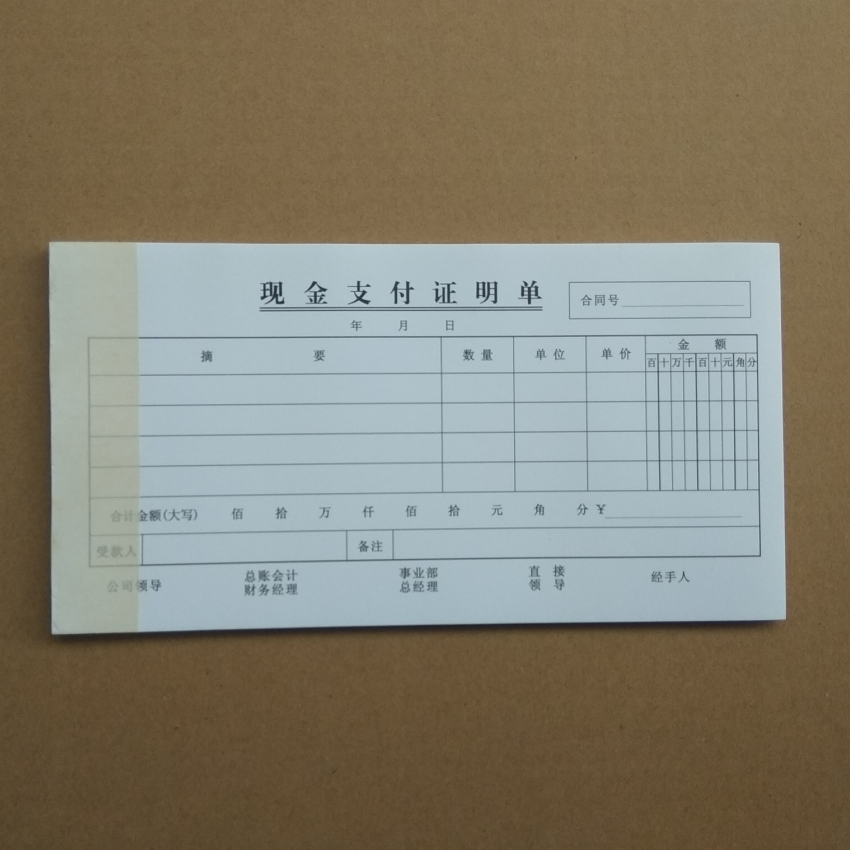 现金支付证明单
合同号
年 月 日
摘 要 数量 单位 单价 金 额
百 十 万 千 百 十 元 角 分
合计金额(大写) 佰 拾 万 仟 佰 拾 元 角 分 ¥
受款人 备注
公司领导 总账会计 事业部 直 接 经手人
财务经理 总经理 领 导